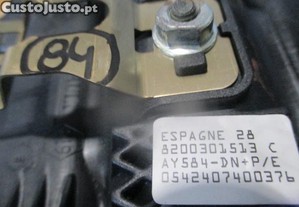 CustoJusto.pt
(84)
ESPAGNE 28
8200301513 C
AY584-DN+P/E
0542407400376